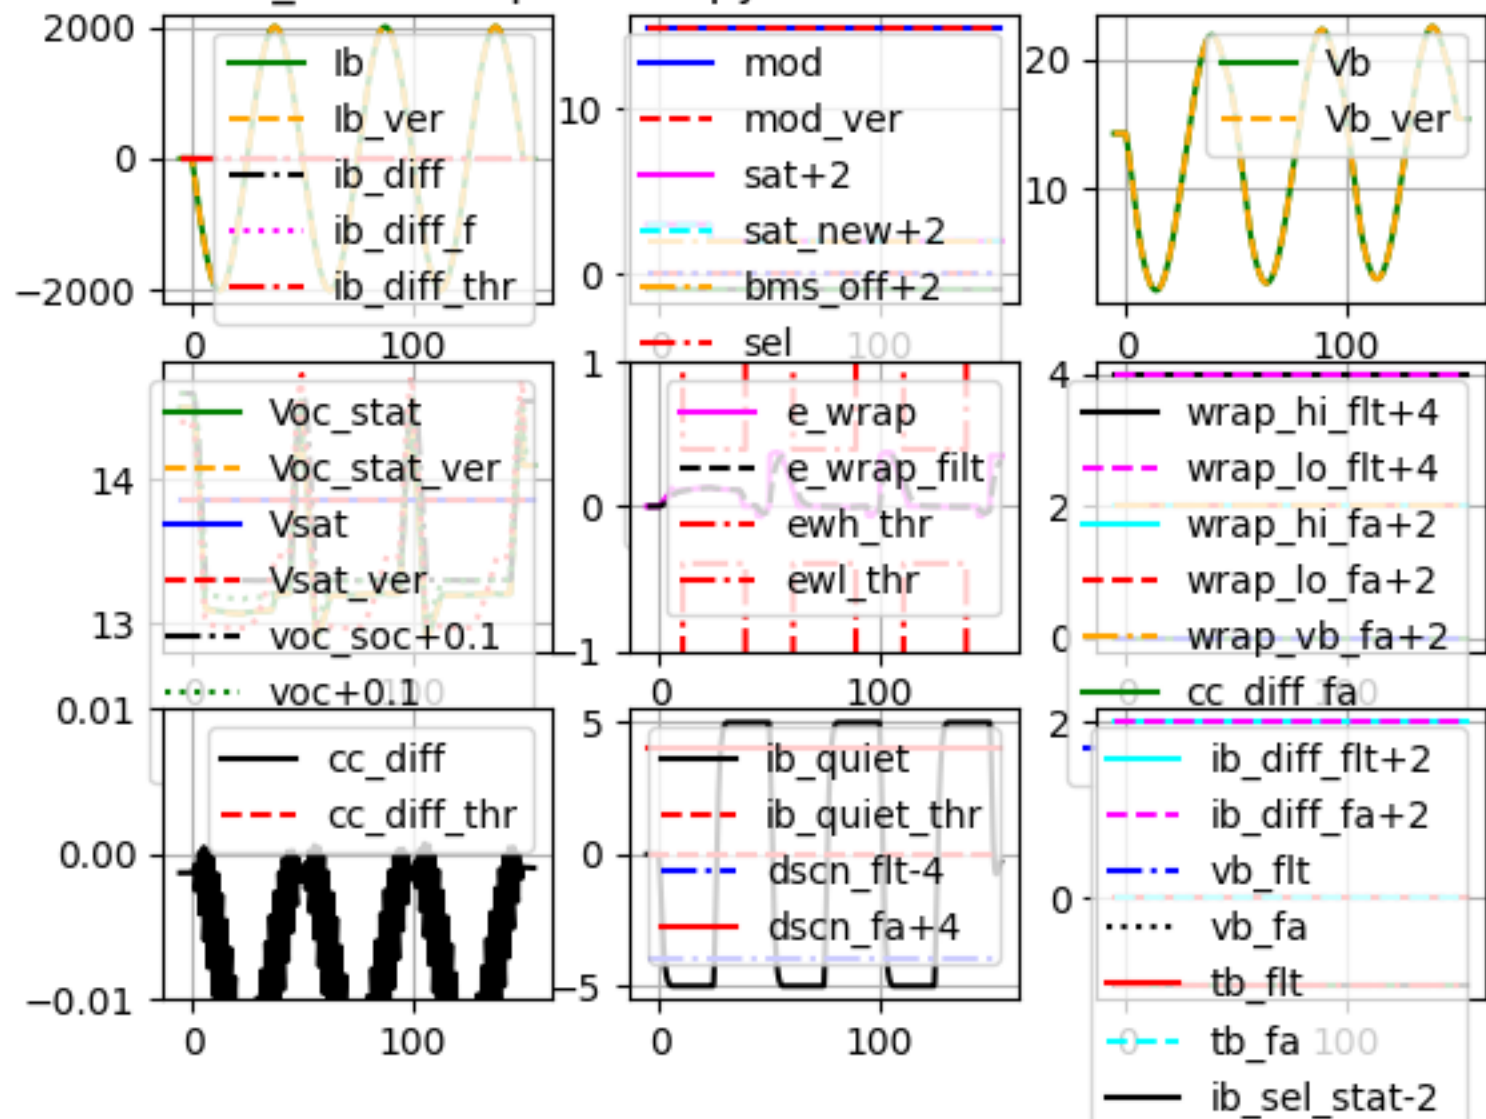 2000
0
−2000
0
100
Ib
Ib_ver
ib_diff
ib_diff_f
ib_diff_thr
10
0
0
100
mod
mod_ver
sat+2
sat_new+2
bms_off+2
sel
20
10
0
100
Vb
Vb_ver
14
13
0
100
Voc_stat
Voc_stat_ver
Vsat
Vsat_ver
voc_soc+0.1
voc+0.1
1
0
−1
0
100
e_wrap
e_wrap_filt
ewh_thr
ewl_thr
4
2
0
0
wrap_hi_flt+4
wrap_lo_flt+4
wrap_hi_fa+2
wrap_lo_fa+2
wrap_vb_fa+2
cc_diff_fa
0.01
0.00
−0.01
0
100
cc_diff
cc_diff_thr
5
0
−5
0
100
ib_quiet
ib_quiet_thr
dscn_flt-4
dscn_fa+4
2
0
0
100
ib_diff_flt+2
ib_diff_fa+2
vb_flt
vb_fa
tb_flt
tb_fa
ib_sel_stat-2